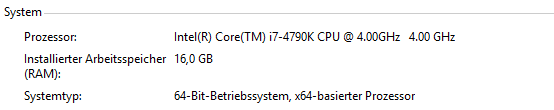 System
Prozessor: Intel(R) Core(TM) i7-4790K CPU @ 4.00GHz 4.00 GHz
Installierter Arbeitsspeicher 16,0 GB
(RAM):
Systemtyp: 64-Bit-Betriebssystem, x64-basierter Prozessor